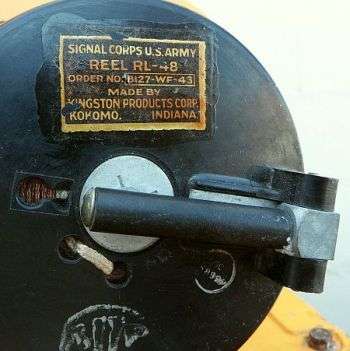 SIGNAL CORPS U.S. ARMY
REEL RL-48
ORDER NO. 8127-WF-43
MADE BY
KINGSTON PRODUCTS CORP.
KOKOMO. INDIANA